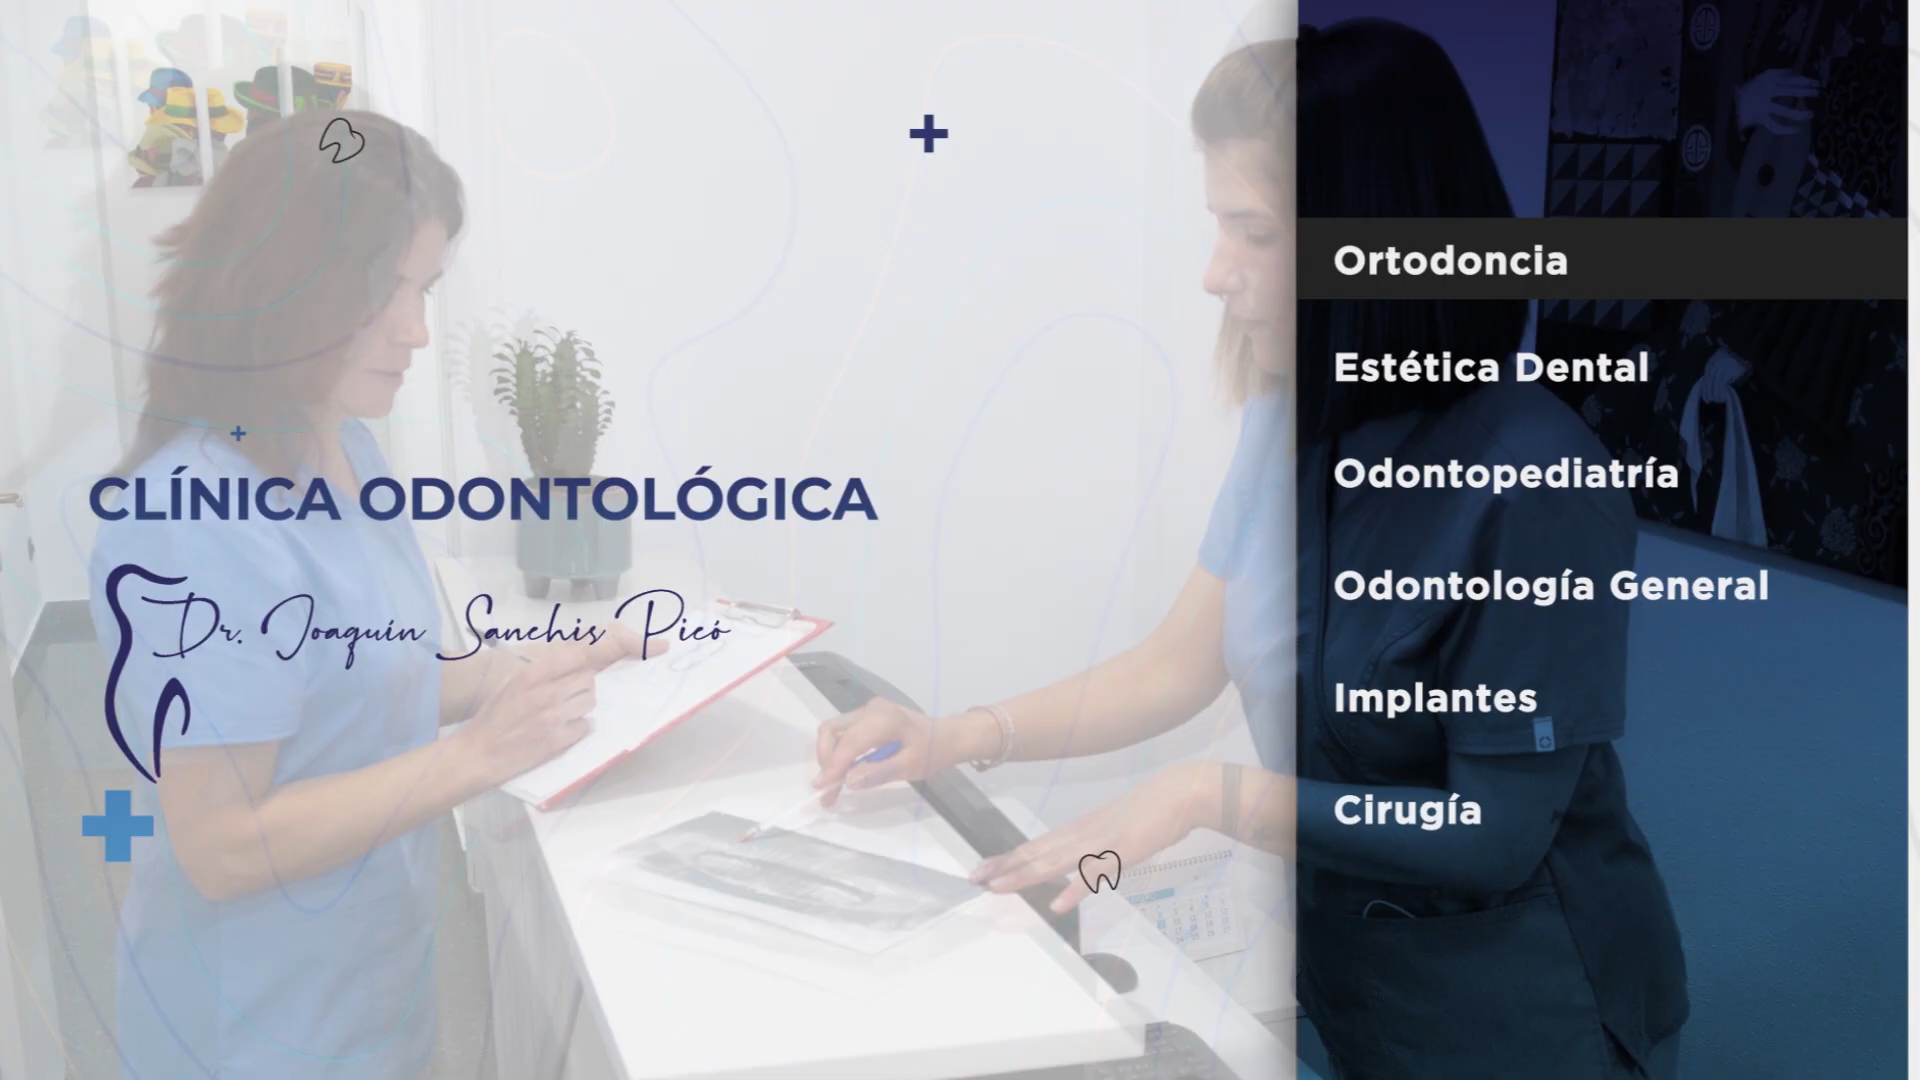 CLÍNICA ODONTOLÓGICA
Dr. Joaquín Sanchis Picó
Ortodoncia
Estética Dental
Odontopediatría
Odontología General
Implantes
Cirugía